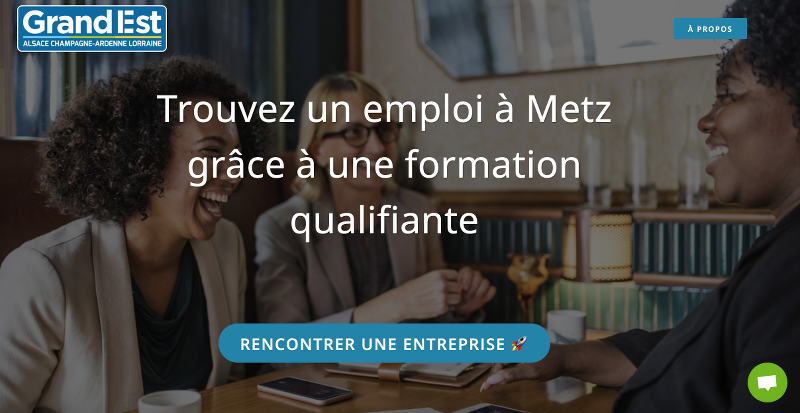 Grand Est
ALSACE CHAMPAGNE-ARDENNE LORRAINE
À PROPOS
Trouvez un emploi à Metz
grâce à une formation
qualifiante
RENCONTRER UNE ENTREPRISE 🚀